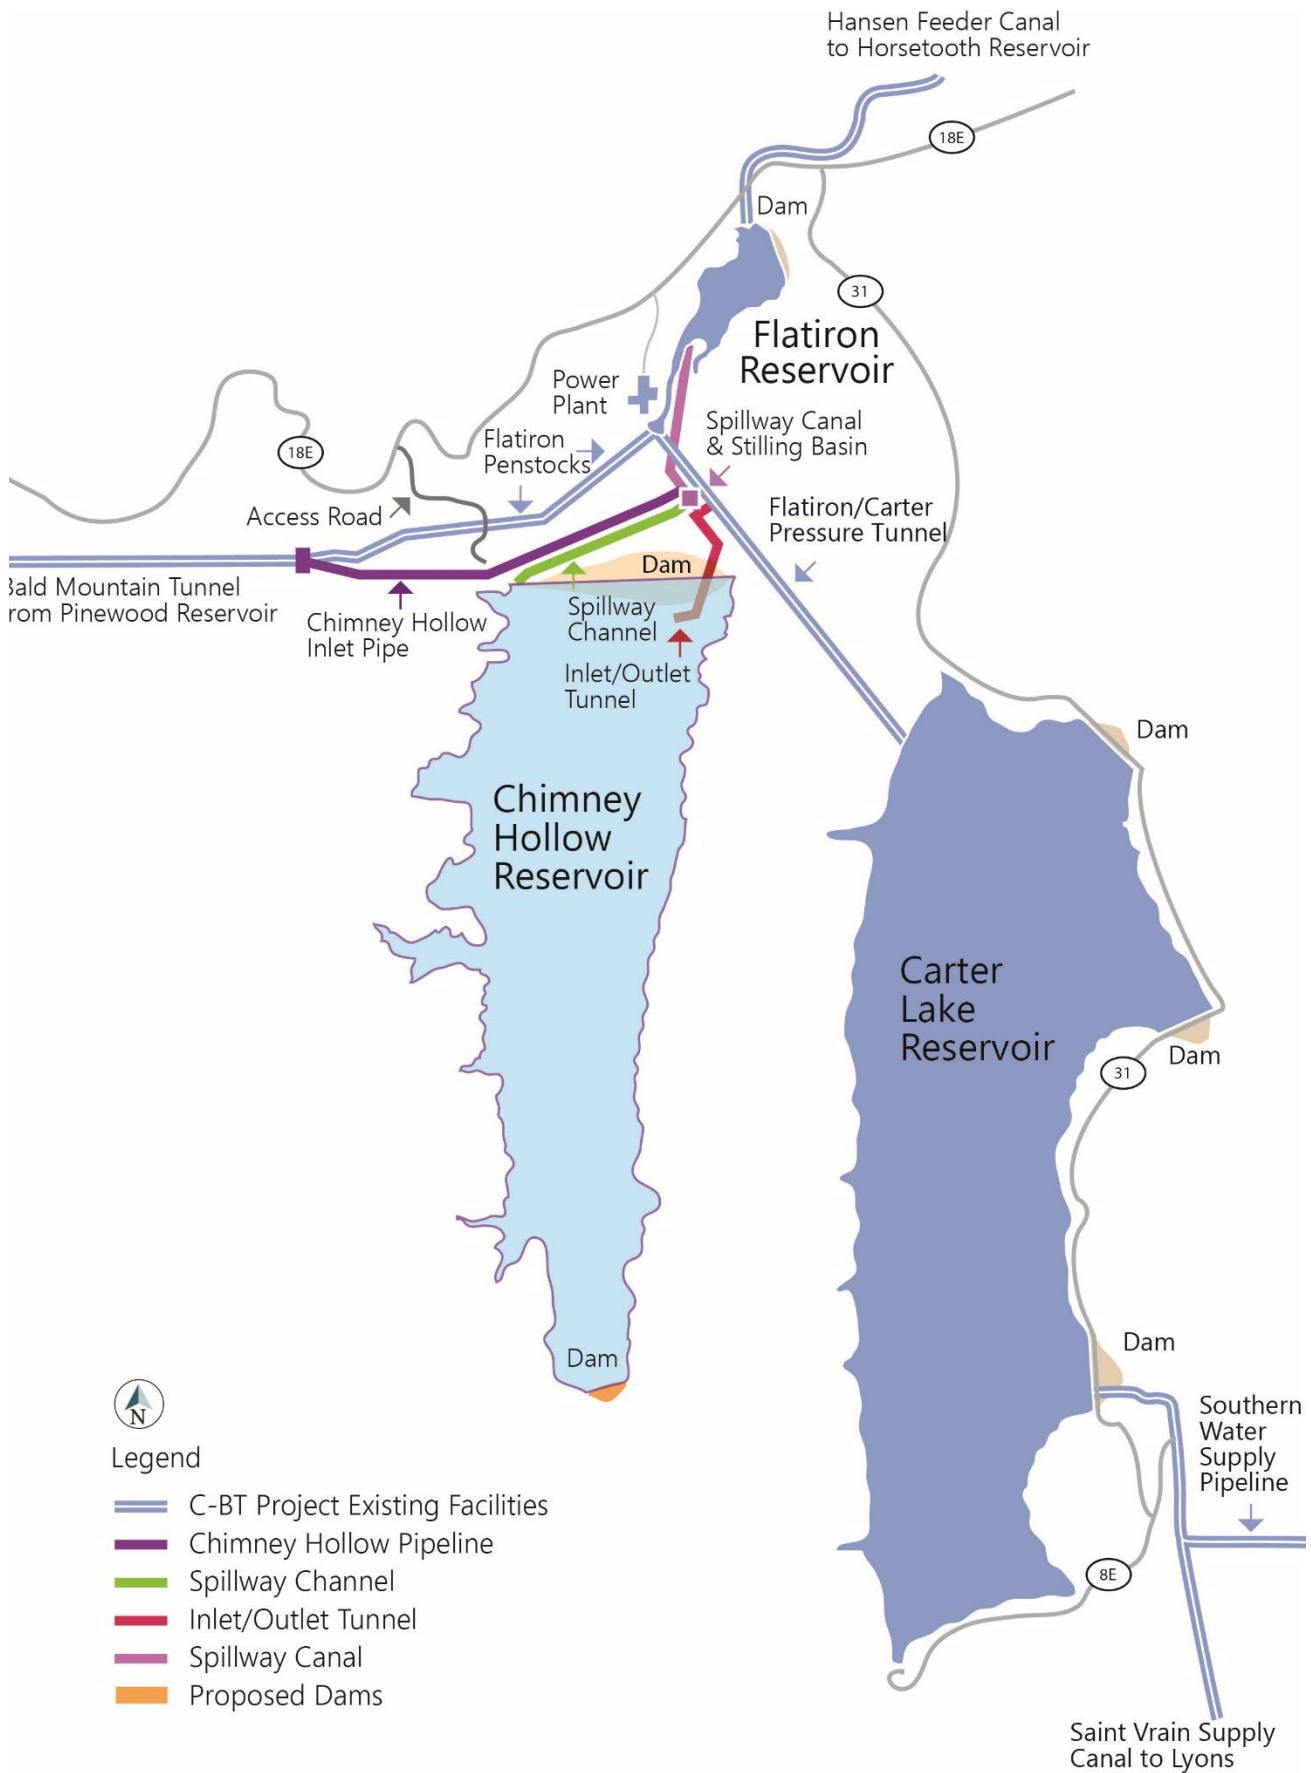 Hansen Feeder Canal
to Horsetooth Reservoir
18E
Dam
31
Flatiron
Reservoir
Power
Plant
Spillway Canal
& Stilling Basin
Flatiron
Penstocks
18E
Access Road
Flatiron/Carter
Pressure Tunnel
Dam
Bald Mountain Tunnel
rom Pinewood Reservoir
Chimney Hollow
Inlet Pipe
Spillway
Channel
Inlet/Outlet
Tunnel
Dam
Chimney
Hollow
Reservoir
Carter
Lake
Reservoir
Dam
31
Dam
Dam
Southern
Water
Supply
Pipeline
8E
Saint Vrain Supply
Canal to Lyons
N
Legend
C-BT Project Existing Facilities
Chimney Hollow Pipeline
Spillway Channel
Inlet/Outlet Tunnel
Spillway Canal
Proposed Dams